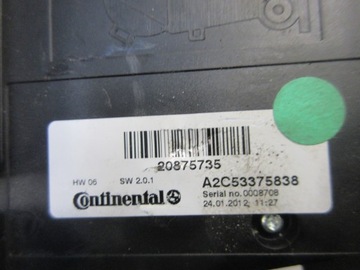 20875735
HW 06 SW 2.0.1 A2C53375838
Continental Serial no.0008708
24.01.2012, 11:27